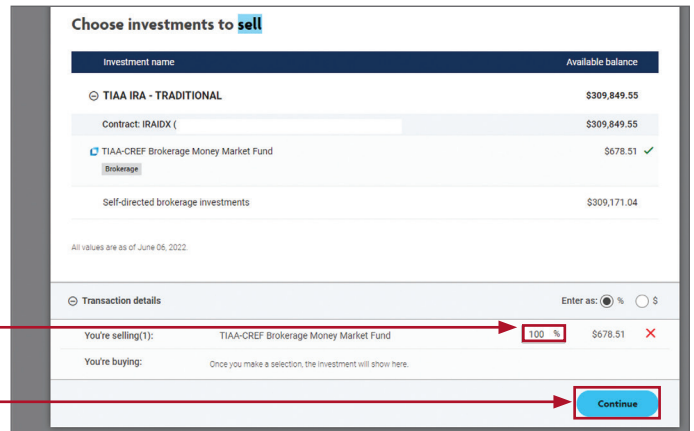 Choose investments to sell
Investment name Available balance
TIAA IRA - TRADITIONAL $309,849.55
Contract: IRAIDX ( $309,849.55
TIAA-CREF Brokerage Money Market Fund $678.51
Brokerage
Self-directed brokerage investments $309,171.04
All values are as of June 06, 2022.
Transaction details Enter as: % $
You're selling(1): TIAA-CREF Brokerage Money Market Fund 100 % $678.51
You're buying: Once you make a selection, the investment will show here.
Continue